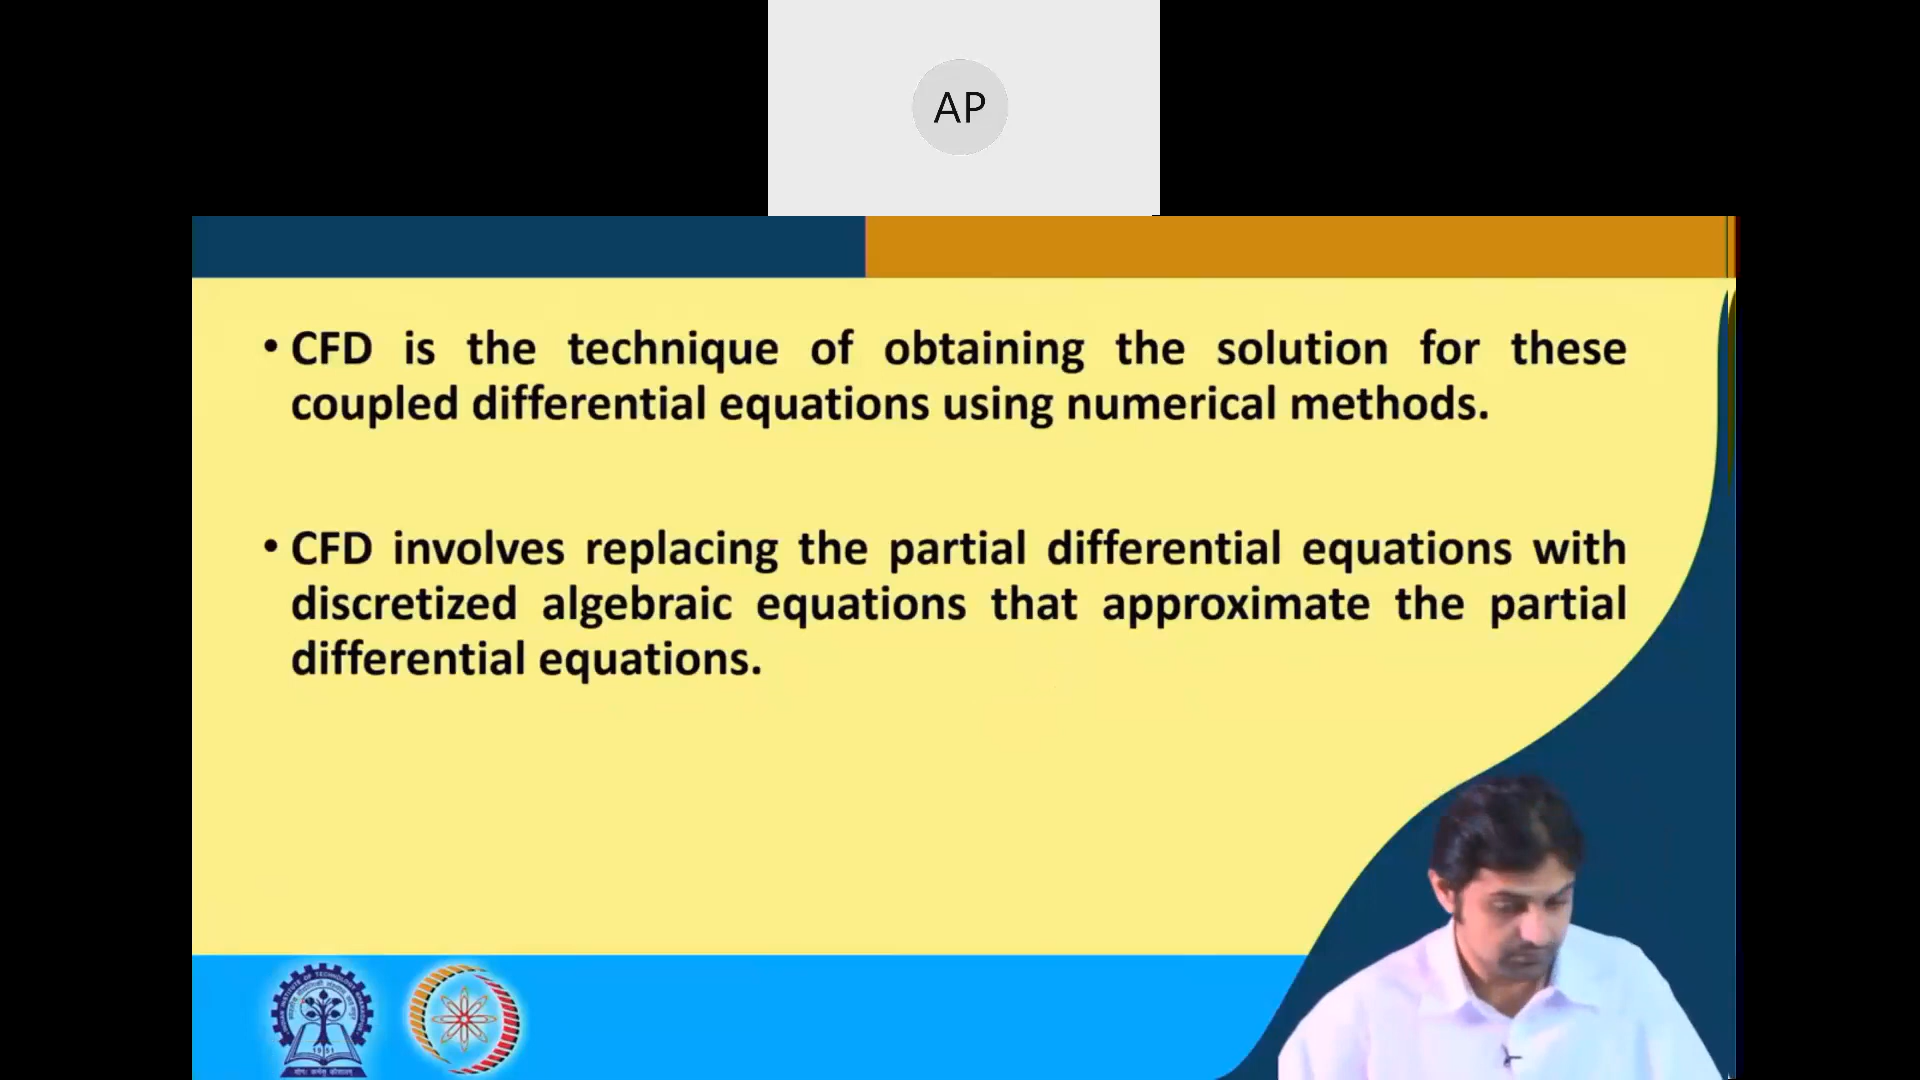 AP
• CFD is the technique of obtaining the solution for these
coupled differential equations using numerical methods.
• CFD involves replacing the partial differential equations with
discretized algebraic equations that approximate the partial
differential equations.
1951